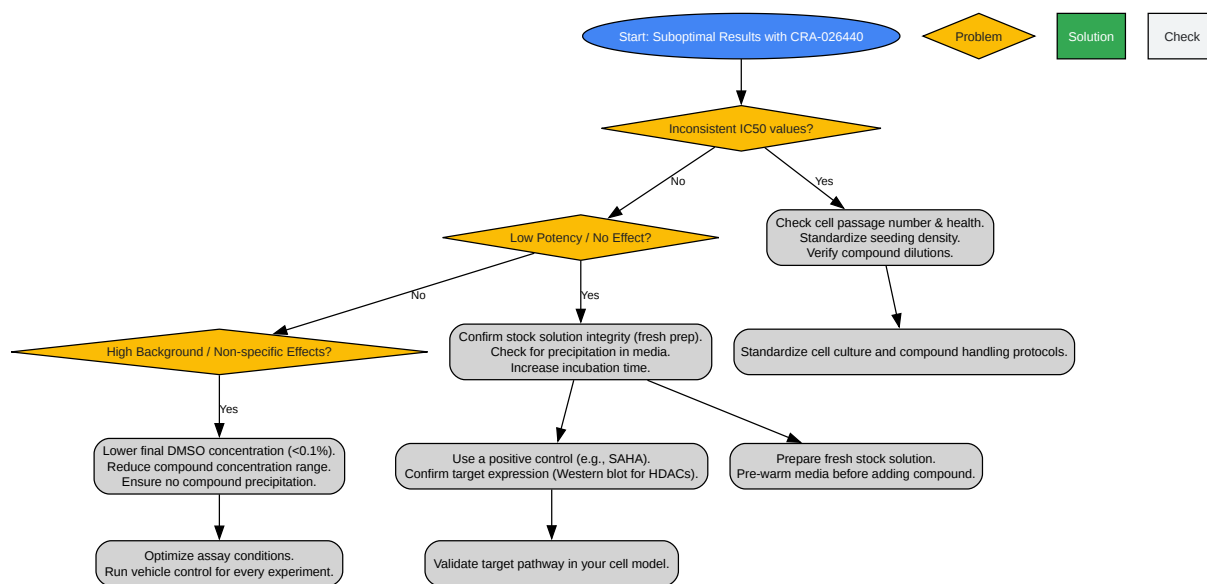 Start: Suboptimal Results with CRA-026440
Problem
Solution
Check
Inconsistent IC50 values?
No
Yes
Low Potency / No Effect?
Check cell passage number & health.
Standardize seeding density.
Verify compound dilutions.
No
Yes
High Background / Non-specific Effects?
Confirm stock solution integrity (fresh prep).
Check for precipitation in media.
Increase incubation time.
Standardize cell culture and compound handling protocols.
Yes
Lower final DMSO concentration (<0.1%).
Reduce compound concentration range.
Ensure no compound precipitation.
Use a positive control (e.g., SAHA).
Confirm target expression (Western blot for HDACs).
Prepare fresh stock solution.
Pre-warm media before adding compound.
Optimize assay conditions.
Run vehicle control for every experiment.
Validate target pathway in your cell model.